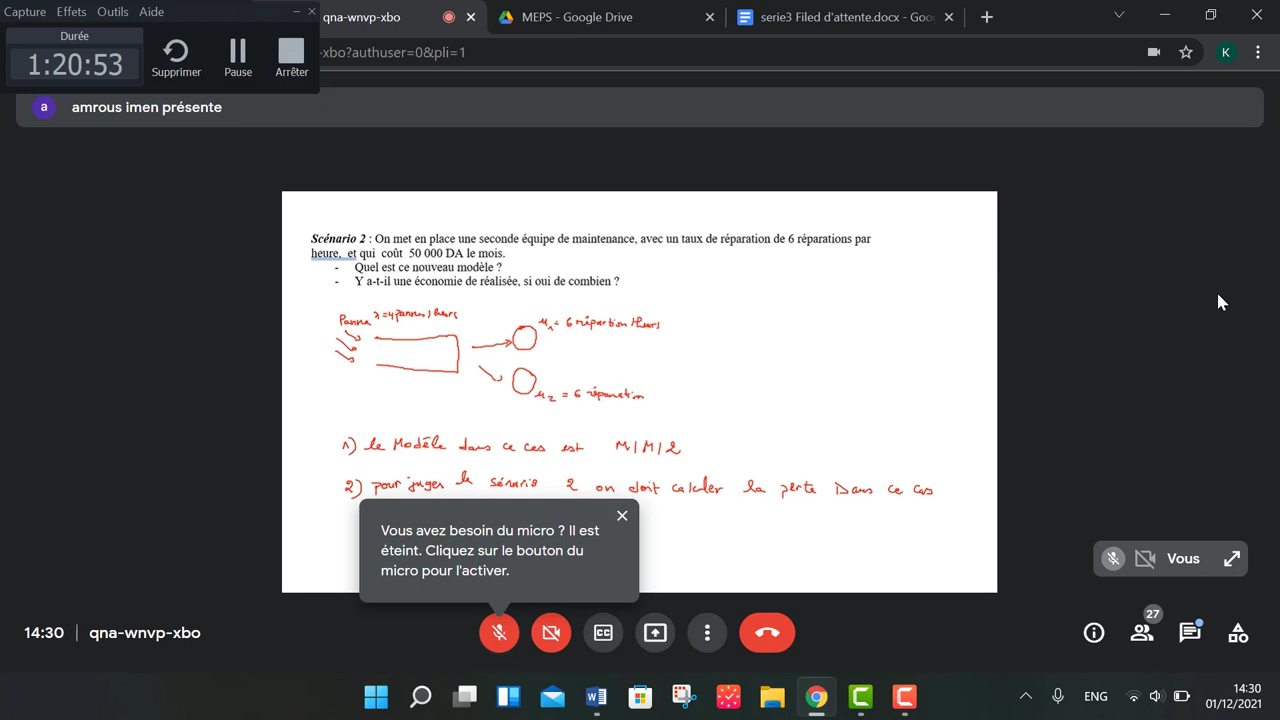 Capture Effets Outils Aide
Durée
1:20:53
Supprimer Pause Arrêter
qna-wnvp-xbo
MEPS - Google Drive
serie3 Filed d'attente.docx - Goo
xbo?authuser=0&pli=1
K
a amrous imen présente
Scénario 2 : On met en place une seconde équipe de maintenance, avec un taux de réparation de 6 réparations par
heure, et qui coût 50 000 DA le mois.
- Quel est ce nouveau modèle ?
- Y a-t-il une économie de réalisée, si oui de combien ?
Panne λ=4 pannes/heurs
μ1 = 6 répartion/heurs
μ2 = 6 réparation
1) le Modèle dans ce cas est M/M/2
2) pour juger le sénario 2 on doit calculer la perte Dans ce cas
Vous avez besoin du micro ? Il est
éteint. Cliquez sur le bouton du
micro pour l'activer.
Vous
14:30 qna-wnvp-xbo
27
ENG
14:30
01/12/2021